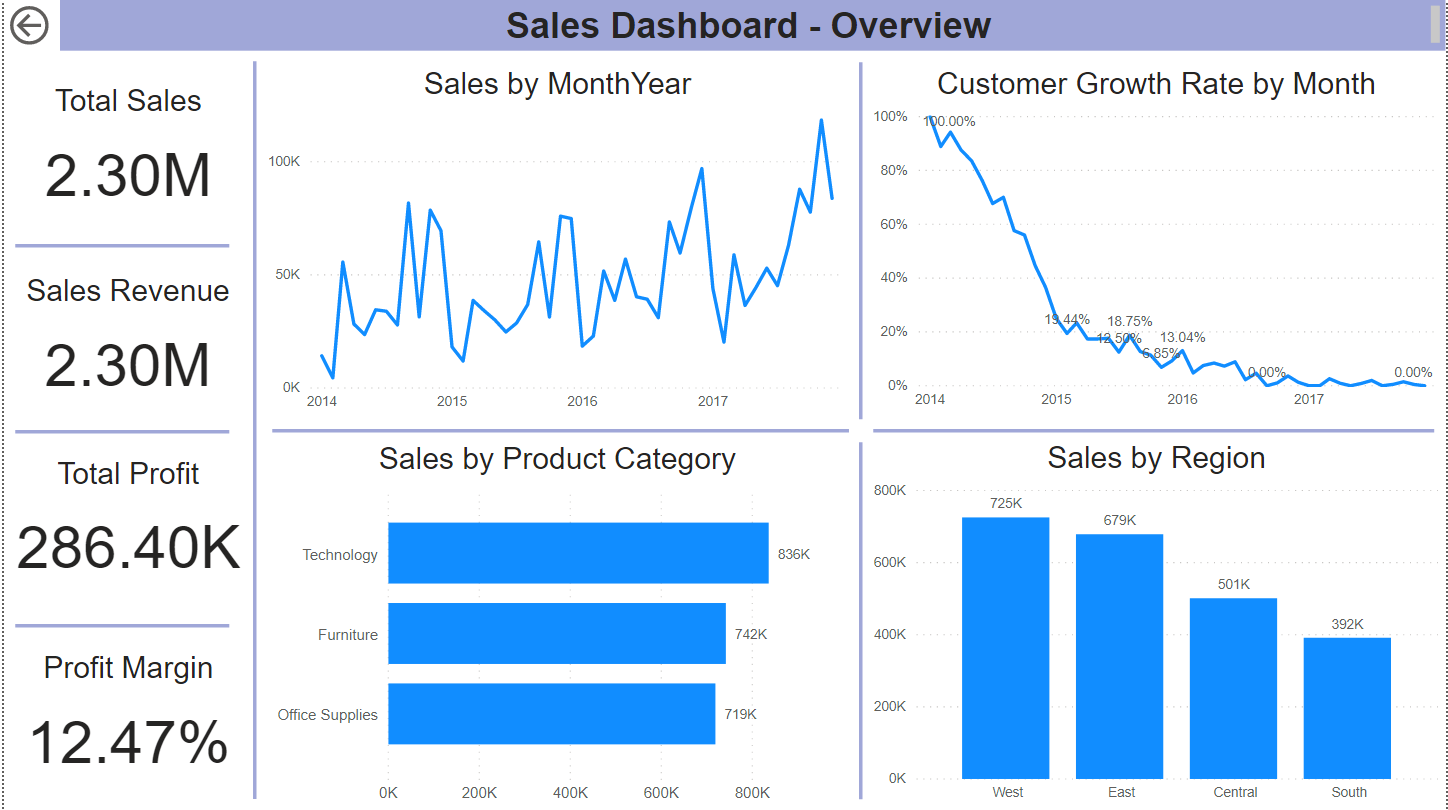 Sales Dashboard - Overview
Total Sales
2.30M
Sales Revenue
2.30M
Total Profit
286.40K
Profit Margin
12.47%
Sales by MonthYear
100K
50K
0K
2014 2015 2016 2017
Customer Growth Rate by Month
100%
80%
60%
40%
20%
0%
100.00%
19.44%
12.50%
18.75%
6.85%
13.04%
0.00%
0.00%
2014 2015 2016 2017
Sales by Product Category
Technology 836K
Furniture 742K
Office Supplies 719K
0K 200K 400K 600K 800K
Sales by Region
800K
600K
400K
200K
0K
725K
679K
501K
392K
West East Central South